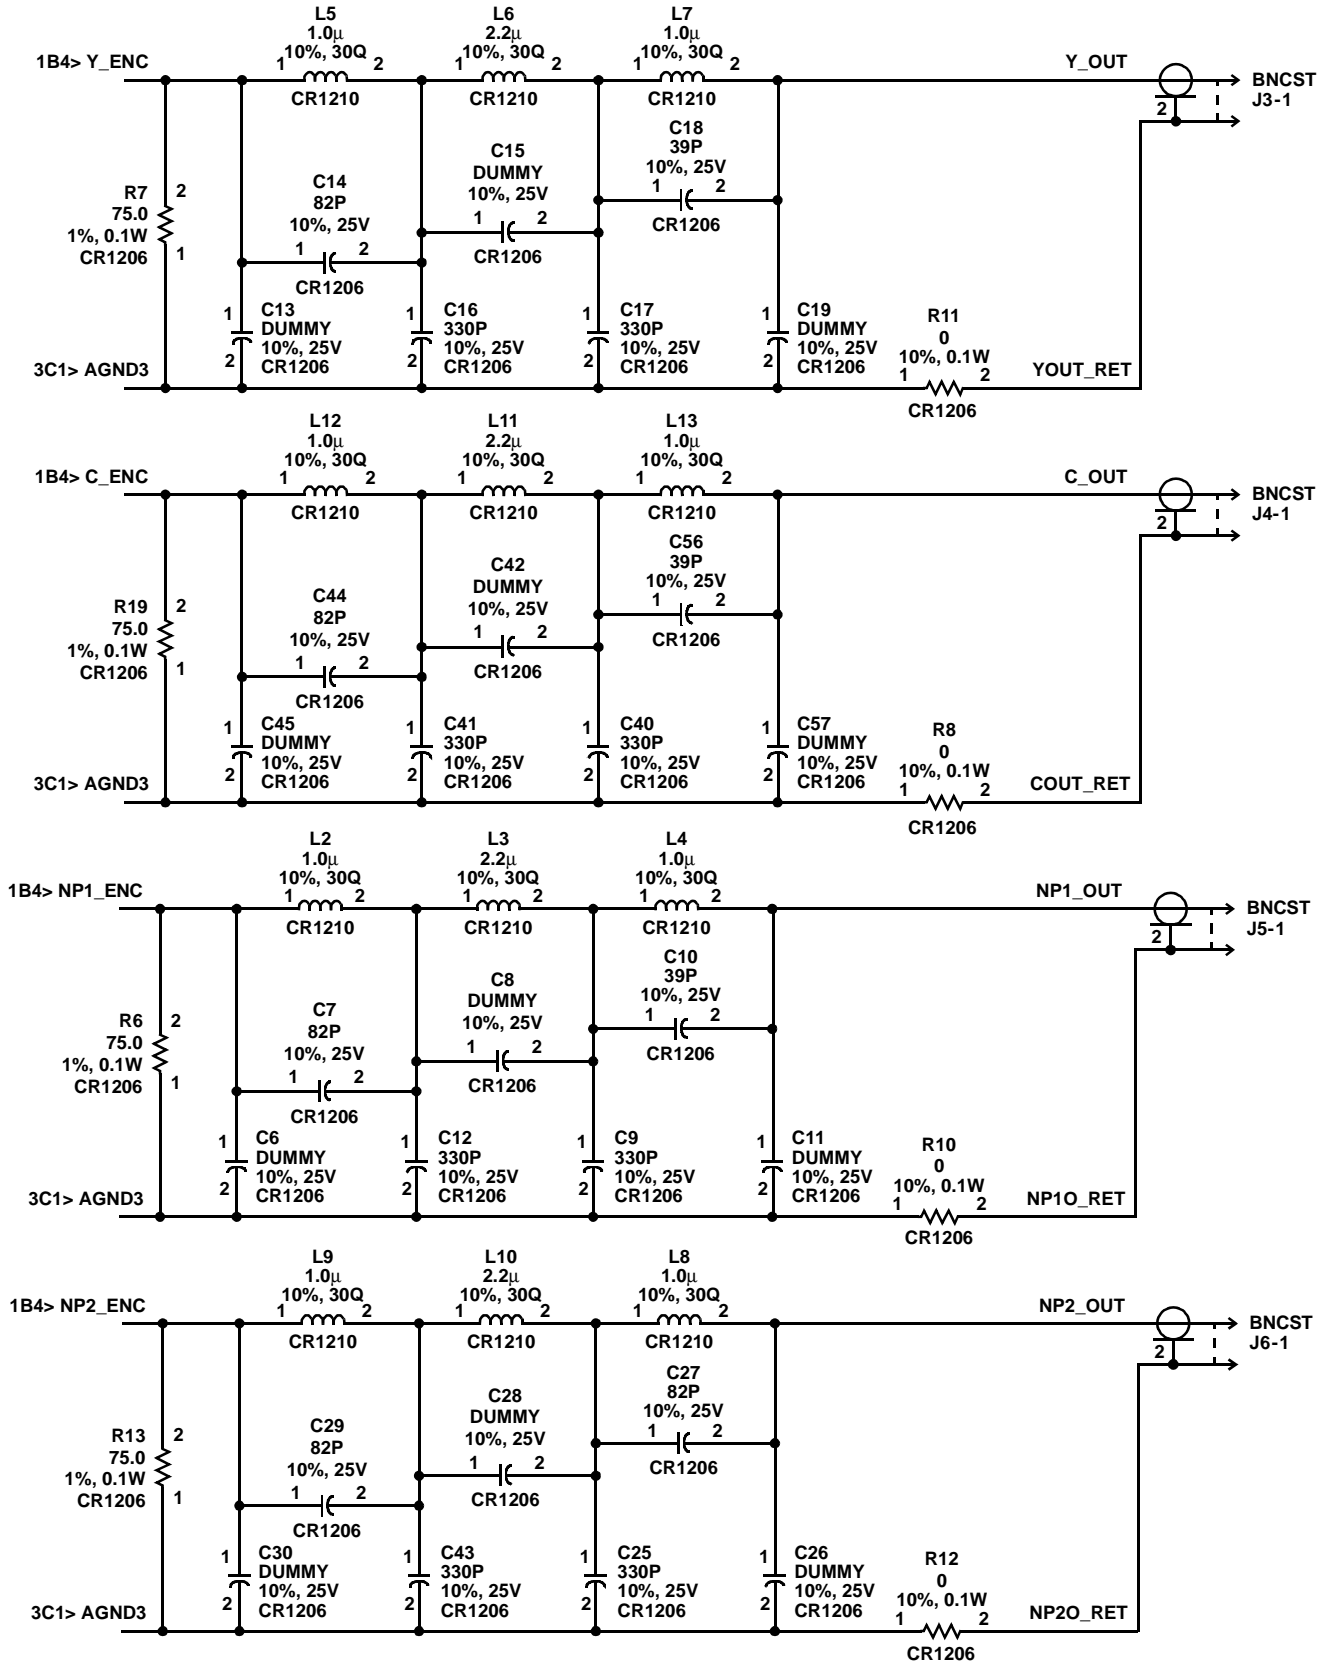 L5
1.0µ
10%, 30Q
1 2
CR1210
L6
2.2µ
10%, 30Q
1 2
CR1210
L7
1.0µ
10%, 30Q
1 2
CR1210
1B4> Y_ENC
Y_OUT
2
BNCST
J3-1
R7
75.0
1%, 0.1W
CR1206
2
1
C14
82P
10%, 25V
1 2
CR1206
C15
DUMMY
10%, 25V
1 2
CR1206
C18
39P
10%, 25V
1 2
CR1206
1
2
C13
DUMMY
10%, 25V
CR1206
1
2
C16
330P
10%, 25V
CR1206
1
2
C17
330P
10%, 25V
CR1206
1
2
C19
DUMMY
10%, 25V
CR1206
R11
0
10%, 0.1W
1 2
CR1206
3C1> AGND3
YOUT_RET
L12
1.0µ
10%, 30Q
1 2
CR1210
L11
2.2µ
10%, 30Q
1 2
CR1210
L13
1.0µ
10%, 30Q
1 2
CR1210
1B4> C_ENC
C_OUT
2
BNCST
J4-1
R19
75.0
1%, 0.1W
CR1206
2
1
C44
82P
10%, 25V
1 2
CR1206
C42
DUMMY
10%, 25V
1 2
CR1206
C56
39P
10%, 25V
1 2
CR1206
1
2
C45
DUMMY
10%, 25V
CR1206
1
2
C41
330P
10%, 25V
CR1206
1
2
C40
330P
10%, 25V
CR1206
1
2
C57
DUMMY
10%, 25V
CR1206
R8
0
10%, 0.1W
1 2
CR1206
3C1> AGND3
COUT_RET
L2
1.0µ
10%, 30Q
1 2
CR1210
L3
2.2µ
10%, 30Q
1 2
CR1210
L4
1.0µ
10%, 30Q
1 2
CR1210
1B4> NP1_ENC
NP1_OUT
2
BNCST
J5-1
R6
75.0
1%, 0.1W
CR1206
2
1
C7
82P
10%, 25V
1 2
CR1206
C8
DUMMY
10%, 25V
1 2
CR1206
C10
39P
10%, 25V
1 2
CR1206
1
2
C6
DUMMY
10%, 25V
CR1206
1
2
C12
330P
10%, 25V
CR1206
1
2
C9
330P
10%, 25V
CR1206
1
2
C11
DUMMY
10%, 25V
CR1206
R10
0
10%, 0.1W
1 2
CR1206
3C1> AGND3
NP1O_RET
L9
1.0µ
10%, 30Q
1 2
CR1210
L10
2.2µ
10%, 30Q
1 2
CR1210
L8
1.0µ
10%, 30Q
1 2
CR1210
1B4> NP2_ENC
NP2_OUT
2
BNCST
J6-1
R13
75.0
1%, 0.1W
CR1206
2
1
C29
82P
10%, 25V
1 2
CR1206
C28
DUMMY
10%, 25V
1 2
CR1206
C27
82P
10%, 25V
1 2
CR1206
1
2
C30
DUMMY
10%, 25V
CR1206
1
2
C43
330P
10%, 25V
CR1206
1
2
C25
330P
10%, 25V
CR1206
1
2
C26
DUMMY
10%, 25V
CR1206
R12
0
10%, 0.1W
1 2
CR1206
3C1> AGND3
NP2O_RET